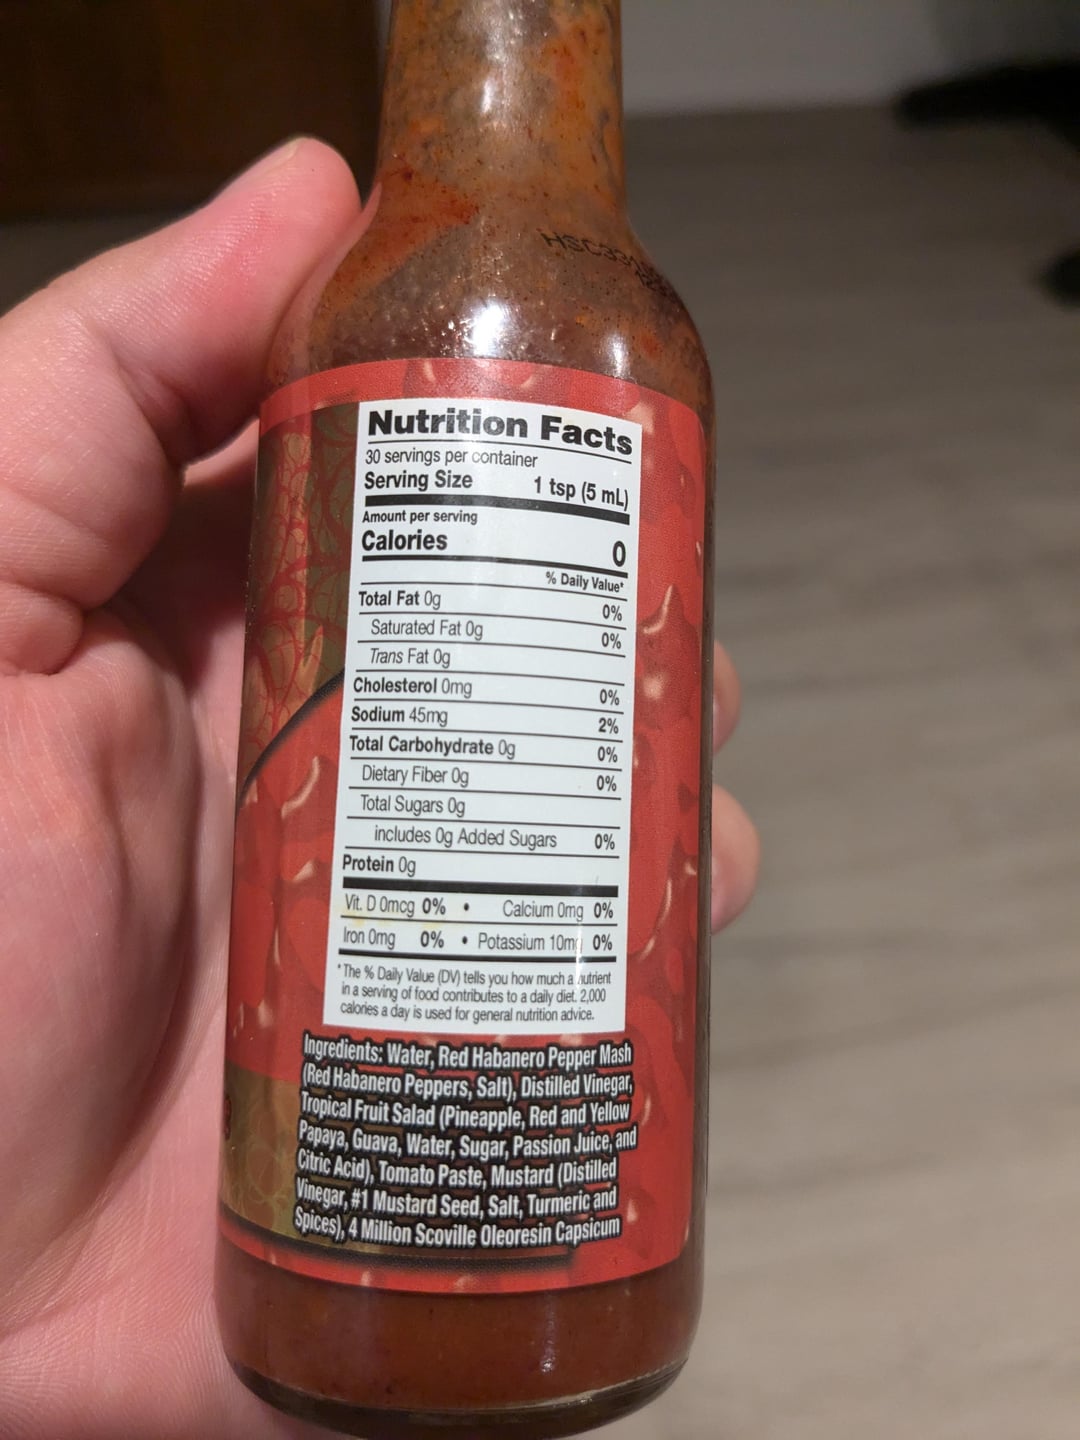 HSC33
Nutrition Facts
30 servings per container
Serving Size 1 tsp (5 mL)
Amount per serving
Calories 0
% Daily Value*
Total Fat 0g 0%
Saturated Fat 0g 0%
Trans Fat 0g
Cholesterol 0mg 0%
Sodium 45mg 2%
Total Carbohydrate 0g 0%
Dietary Fiber 0g 0%
Total Sugars 0g
includes 0g Added Sugars 0%
Protein 0g
Vit. D 0mcg 0% • Calcium 0mg 0%
Iron 0mg 0% • Potassium 10mg 0%
*The % Daily Value (DV) tells you how much a nutrient
in a serving of food contributes to a daily diet. 2,000
calories a day is used for general nutrition advice.
Ingredients: Water, Red Habanero Pepper Mash
(Red Habanero Peppers, Salt), Distilled Vinegar,
Tropical Fruit Salad (Pineapple, Red and Yellow
Papaya, Guava, Water, Sugar, Passion Juice, and
Citric Acid), Tomato Paste, Mustard (Distilled
Vinegar, #1 Mustard Seed, Salt, Turmeric and
Spices), 4 Million Scoville Oleoresin Capsicum